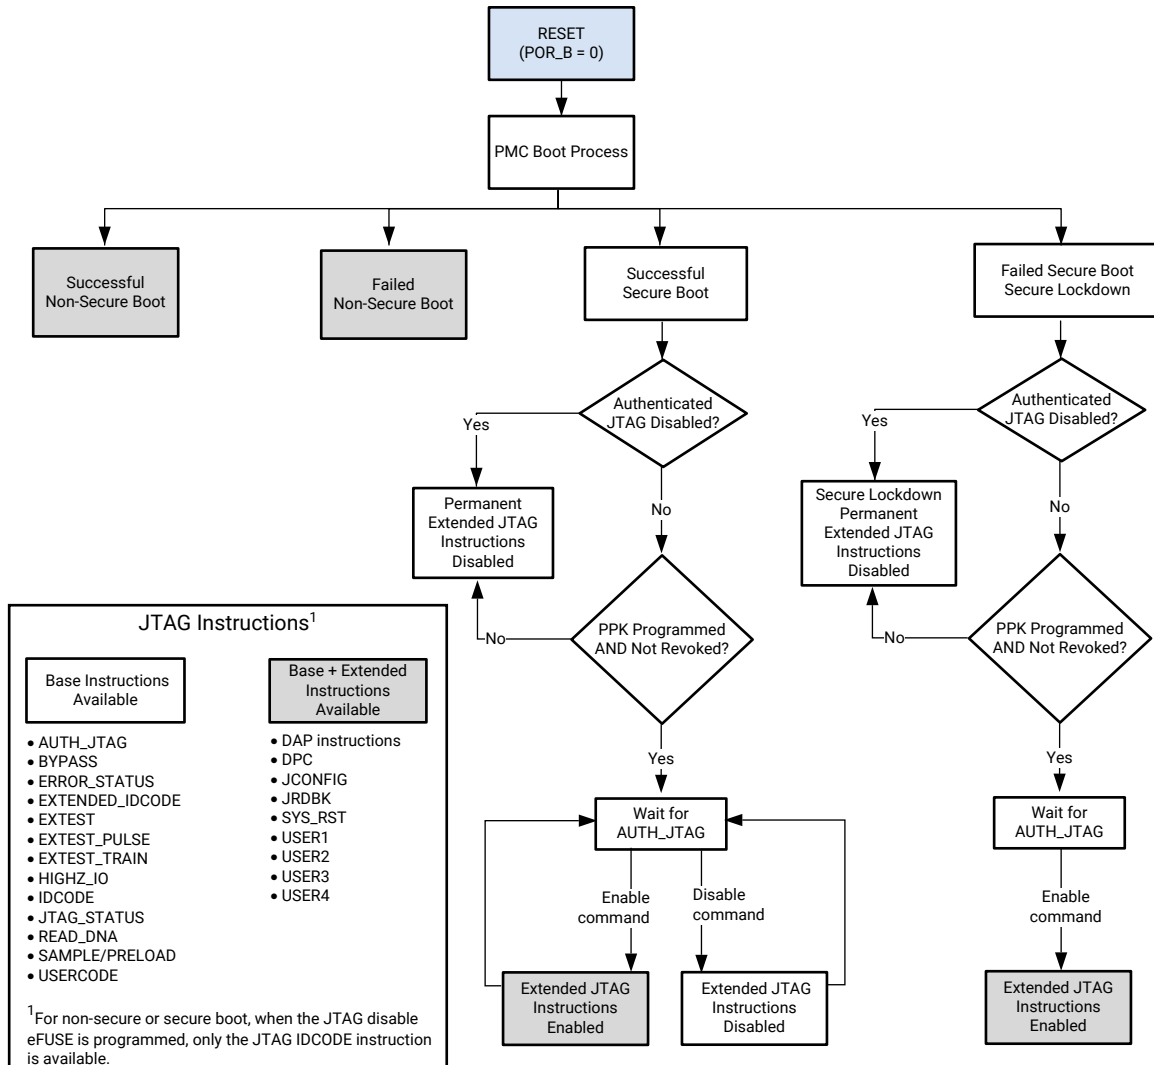 RESET
(POR_B = 0)
PMC Boot Process
Successful
Non-Secure Boot
Failed
Non-Secure Boot
Successful
Secure Boot
Failed Secure Boot
Secure Lockdown
Authenticated
JTAG Disabled?
Yes
No
Permanent
Extended JTAG
Instructions
Disabled
PPK Programmed
AND Not Revoked?
No
Yes
Wait for
AUTH_JTAG
Enable
command
Disable
command
Extended JTAG
Instructions
Enabled
Extended JTAG
Instructions
Disabled
Authenticated
JTAG Disabled?
Yes
No
Secure Lockdown
Permanent
Extended JTAG
Instructions
Disabled
PPK Programmed
AND Not Revoked?
No
Yes
Wait for
AUTH_JTAG
Enable
command
Extended JTAG
Instructions
Enabled
JTAG Instructions¹
Base Instructions
Available
• AUTH_JTAG
• BYPASS
• ERROR_STATUS
• EXTENDED_IDCODE
• EXTEST
• EXTEST_PULSE
• EXTEST_TRAIN
• HIGHZ_IO
• IDCODE
• JTAG_STATUS
• READ_DNA
• SAMPLE/PRELOAD
• USERCODE
Base + Extended
Instructions
Available
• DAP instructions
• DPC
• JCONFIG
• JRDBK
• SYS_RST
• USER1
• USER2
• USER3
• USER4
¹For non-secure or secure boot, when the JTAG disable
eFUSE is programmed, only the JTAG IDCODE instruction
is available.